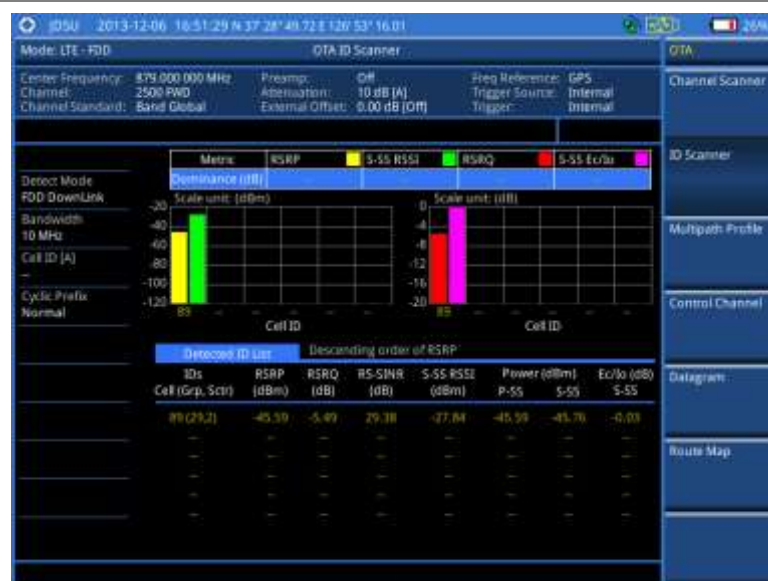 JDSU 2013-12-06 16:51:29 N 37° 28' 49.72 E 126° 53' 16.01 26%
Mode: LTE - FDD OTA ID Scanner OTA
Center Frequency: 879.000 000 MHz Preamp: Off Freq Reference: GPS
Channel: 2500 FWD Attenuation: 10 dB [A] Trigger Source: Internal
Channel Standard: Band Global External Offset: 0.00 dB [Off] Trigger: Internal
Channel Scanner
ID Scanner
Multipath Profile
Control Channel
Datagram
Route Map
Detect Mode
FDD DownLink
Bandwidth
10 MHz
Cell ID [A]
--
Cyclic Prefix
Normal
Metric RSRP S-SS RSSI RSRQ S-SS Ec/Io
Dominance (dB) -- -- -- --
Scale unit: (dBm) Scale unit: (dB)
-20 0
-40 -4
-60 -8
-80 -12
-100 -16
-120 -20
89 -- -- -- -- -- 89 -- -- -- -- --
Cell ID Cell ID
Detected ID List Descending order of RSRP
IDs RSRP RSRQ RS-SINR S-SS RSSI Power (dBm) Ec/Io (dB)
Cell (Grp, Sctr) (dBm) (dB) (dB) (dBm) P-SS S-SS S-SS
89 (29,2) -45.59 -5.49 29.38 -27.84 -45.59 -45.76 -0.03
-- -- -- -- -- -- -- --
-- -- -- -- -- -- -- --
-- -- -- -- -- -- -- --
-- -- -- -- -- -- -- --
-- -- -- -- -- -- -- --